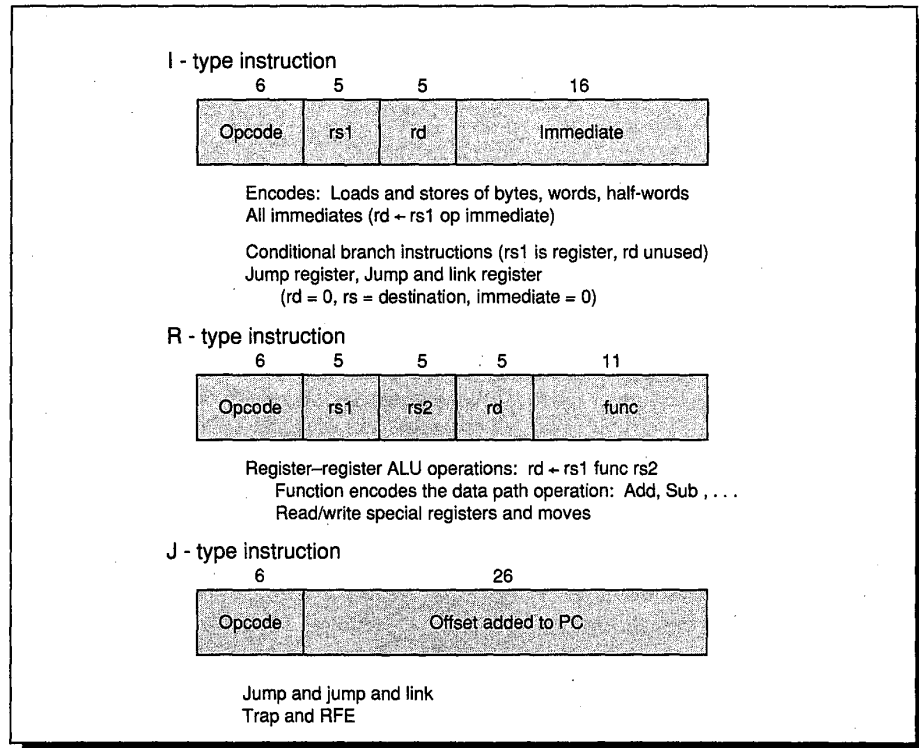 I - type instruction
6 5 5 16
Opcode rs1 rd Immediate
Encodes: Loads and stores of bytes, words, half-words
All immediates (rd ← rs1 op immediate)
Conditional branch instructions (rs1 is register, rd unused)
Jump register, Jump and link register
(rd = 0, rs = destination, immediate = 0)
R - type instruction
6 5 5 5 11
Opcode rs1 rs2 rd func
Register–register ALU operations: rd ← rs1 func rs2
Function encodes the data path operation: Add, Sub , . . .
Read/write special registers and moves
J - type instruction
6 26
Opcode Offset added to PC
Jump and jump and link
Trap and RFE